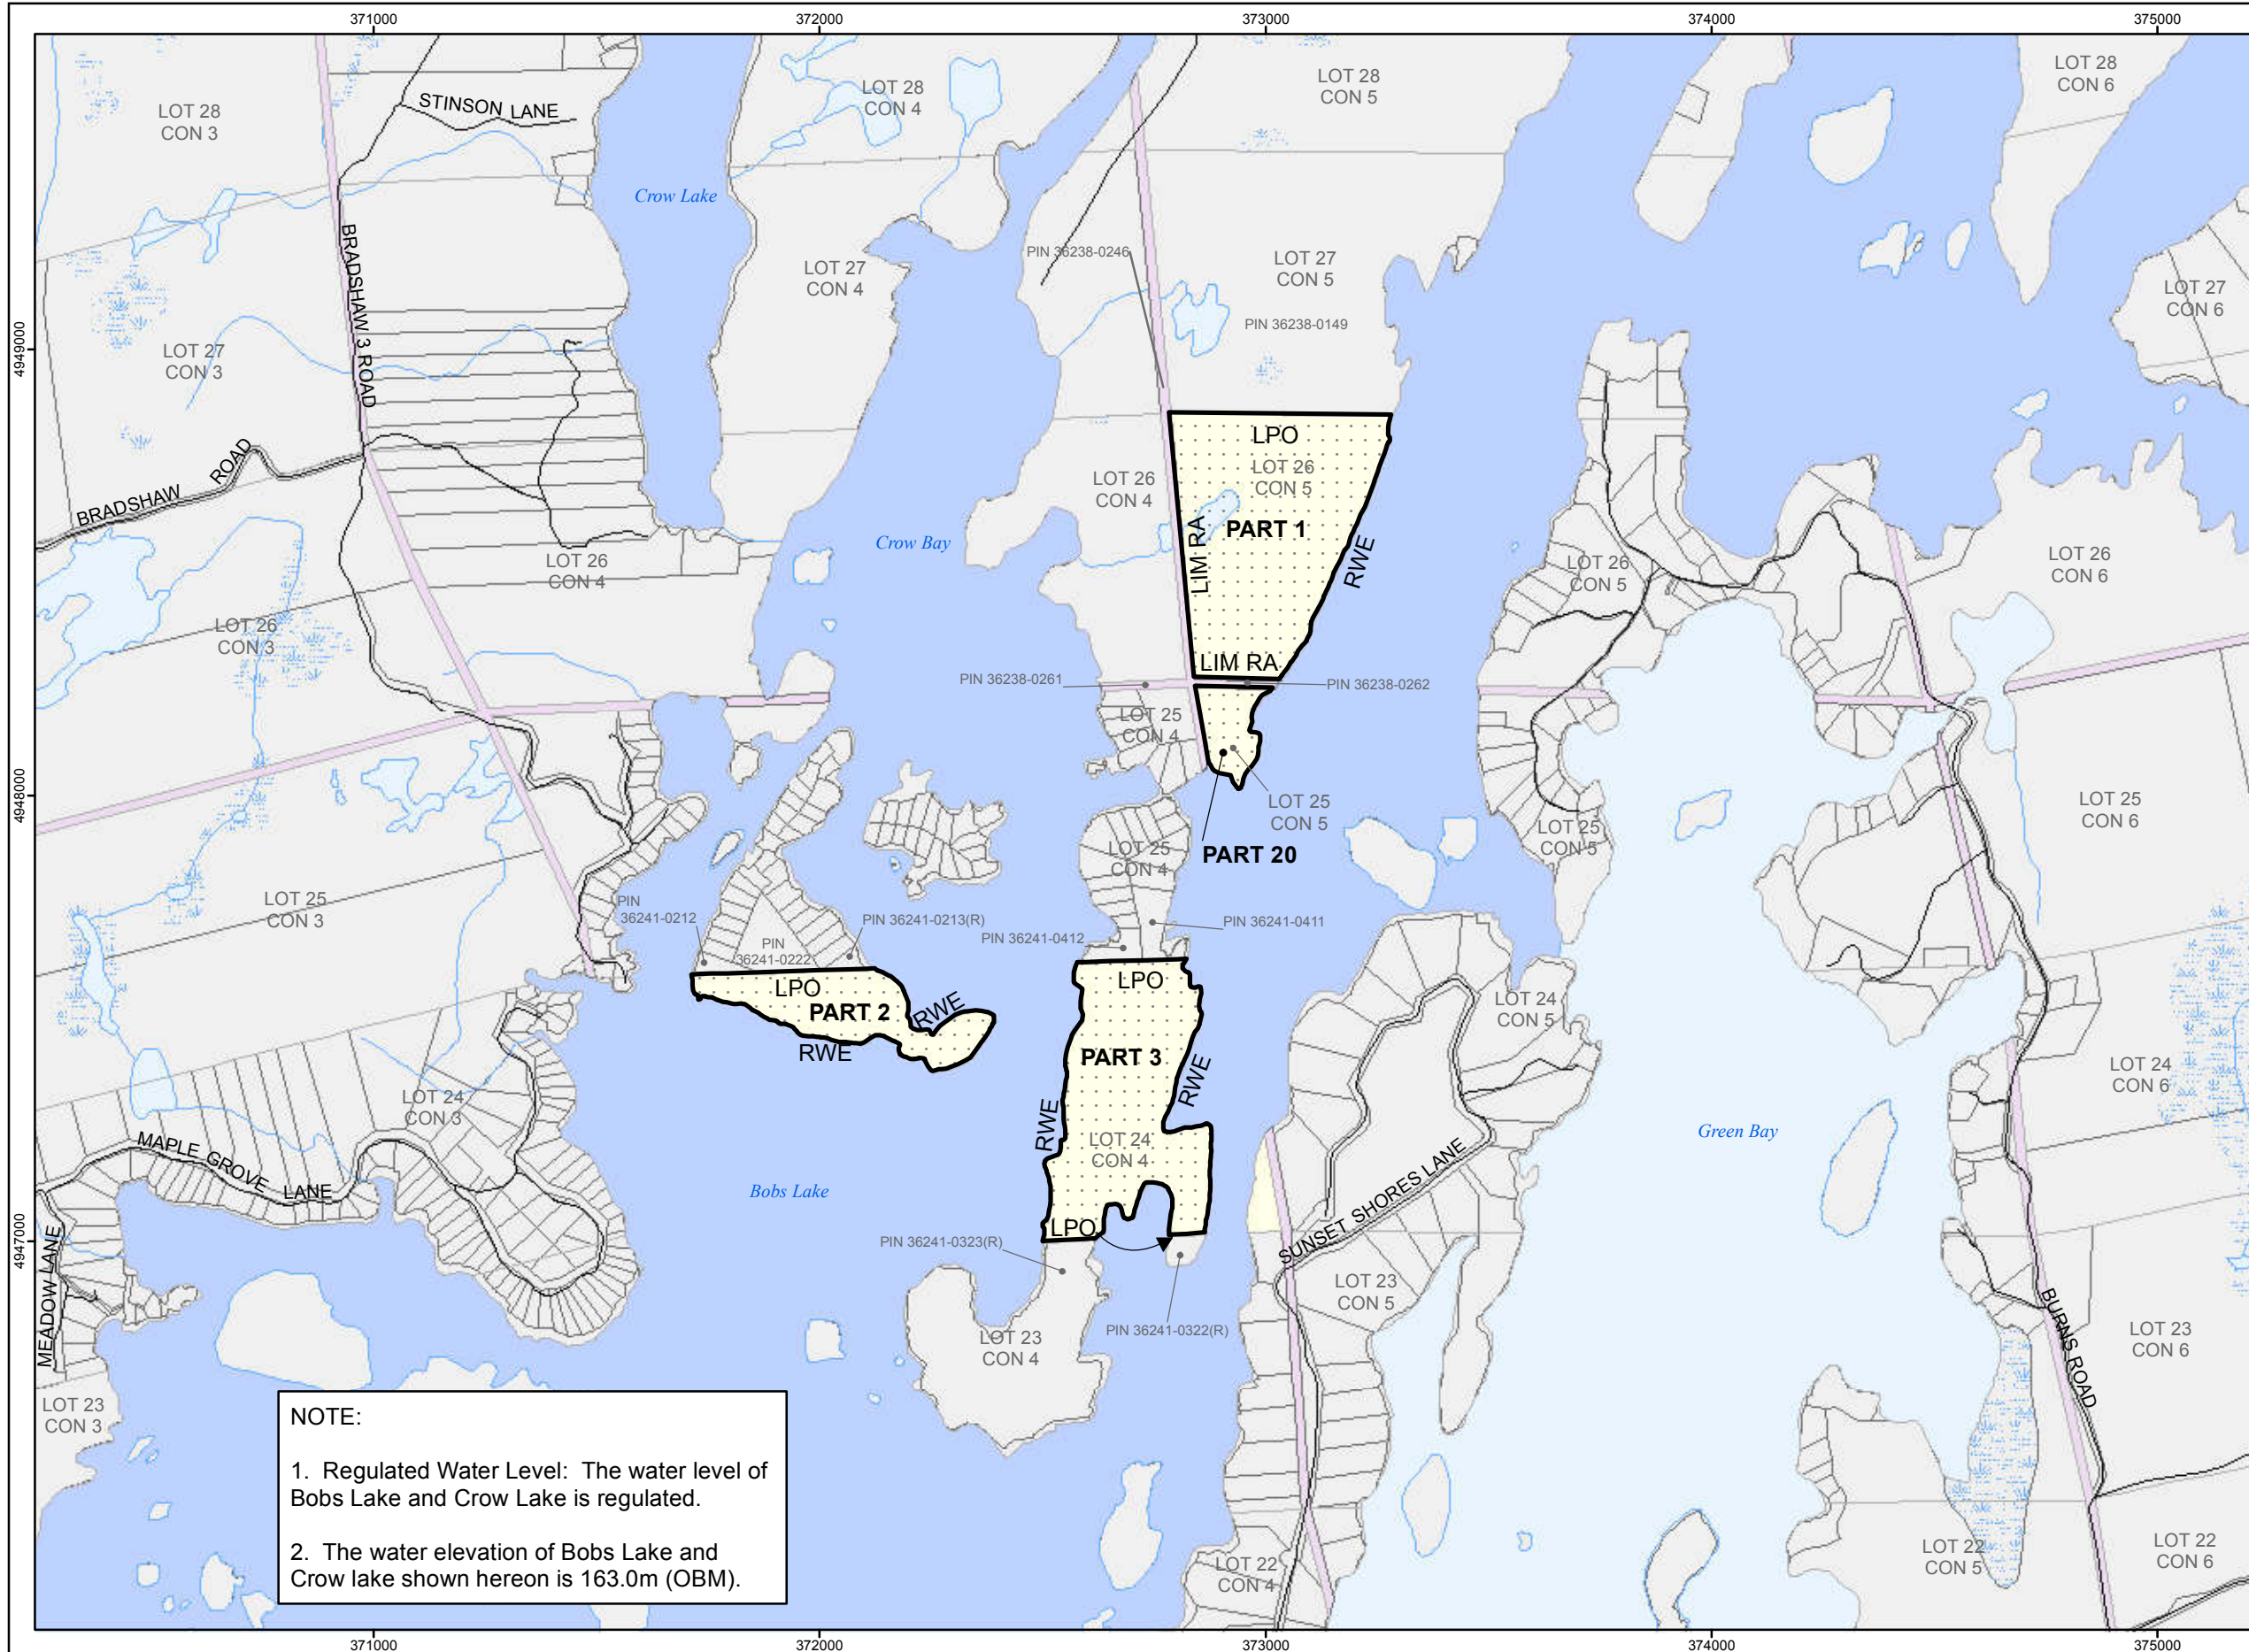 371000
372000
373000
374000
375000
LOT 28
CON 3
STINSON LANE
LOT 28
CON 4
LOT 28
CON 5
LOT 28
CON 6
Crow Lake
BRADSHAW 3 ROAD
LOT 27
CON 4
PIN 36238-0246
LOT 27
CON 5
PIN 36238-0149
LOT 27
CON 6
4949000
LOT 27
CON 3
BRADSHAW ROAD
LPO
LOT 26
CON 5
PART 1
LIM RA
RWE
LIM RA
LOT 26
CON 4
Crow Bay
LOT 26
CON 4
LOT 26
CON 5
LOT 26
CON 6
LOT 26
CON 3
PIN 36238-0261
PIN 36238-0262
LOT 25
CON 4
4948000
LOT 25
CON 5
PART 20
LOT 25
CON 5
LOT 25
CON 6
LOT 25
CON 4
LOT 25
CON 3
PIN
36241-0212
PIN
36241-0222
PIN 36241-0213(R)
PIN 36241-0412
PIN 36241-0411
LPO
PART 2
RWE
RWE
LPO
PART 3
RWE
RWE
LOT 24
CON 4
LPO
LOT 24
CON 5
LOT 24
CON 6
LOT 24
CON 3
MAPLE GROVE LANE
Green Bay
Bobs Lake
SUNSET SHORES LANE
4947000
MEADOW LANE
PIN 36241-0323(R)
PIN 36241-0322(R)
LOT 23
CON 5
BURNS ROAD
LOT 23
CON 4
LOT 23
CON 6
LOT 23
CON 3
NOTE:
1. Regulated Water Level: The water level of
Bobs Lake and Crow Lake is regulated.
2. The water elevation of Bobs Lake and
Crow lake shown hereon is 163.0m (OBM).
LOT 22
CON 4
LOT 22
CON 5
LOT 22
CON 6
371000
372000
373000
374000
375000